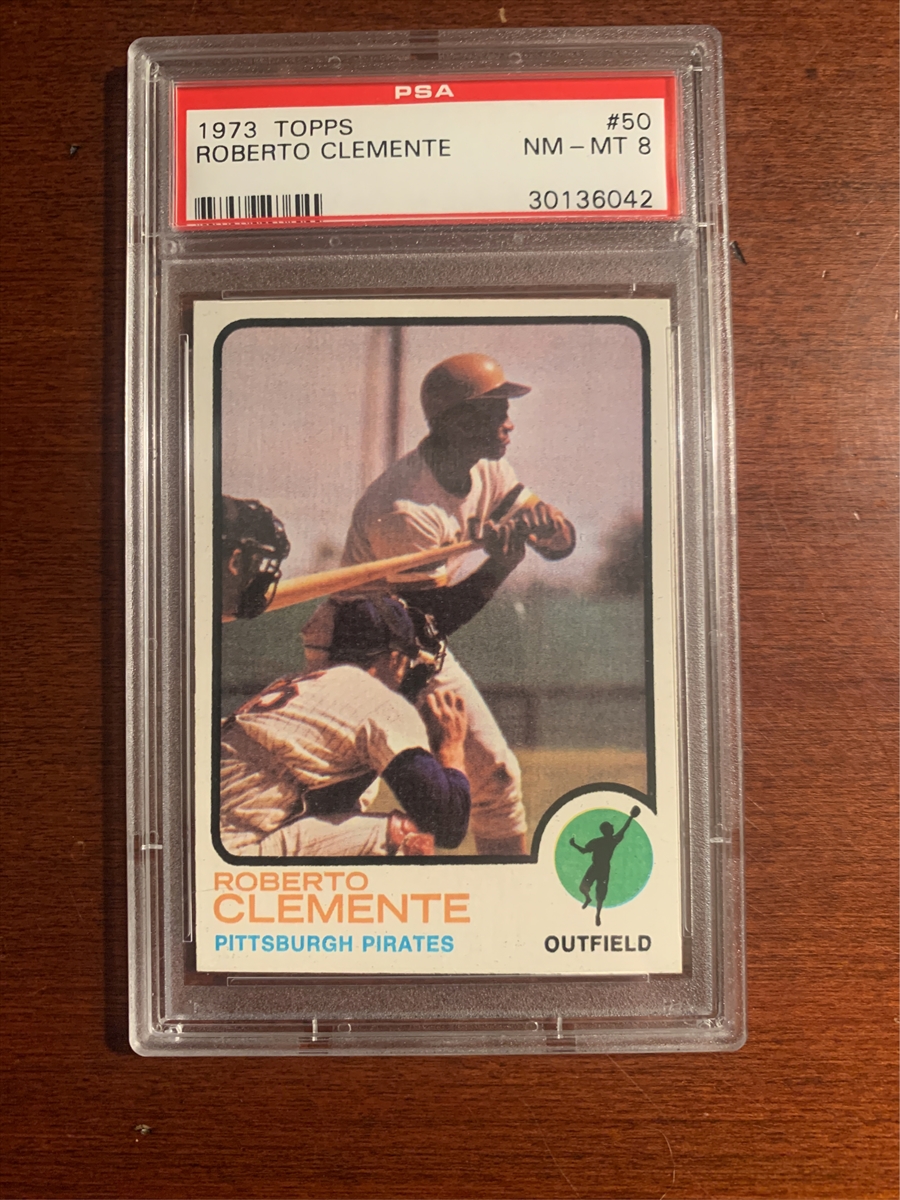 PSA
1973 TOPPS #50
ROBERTO CLEMENTE NM - MT 8
30136042
ROBERTO
CLEMENTE
PITTSBURGH PIRATES OUTFIELD